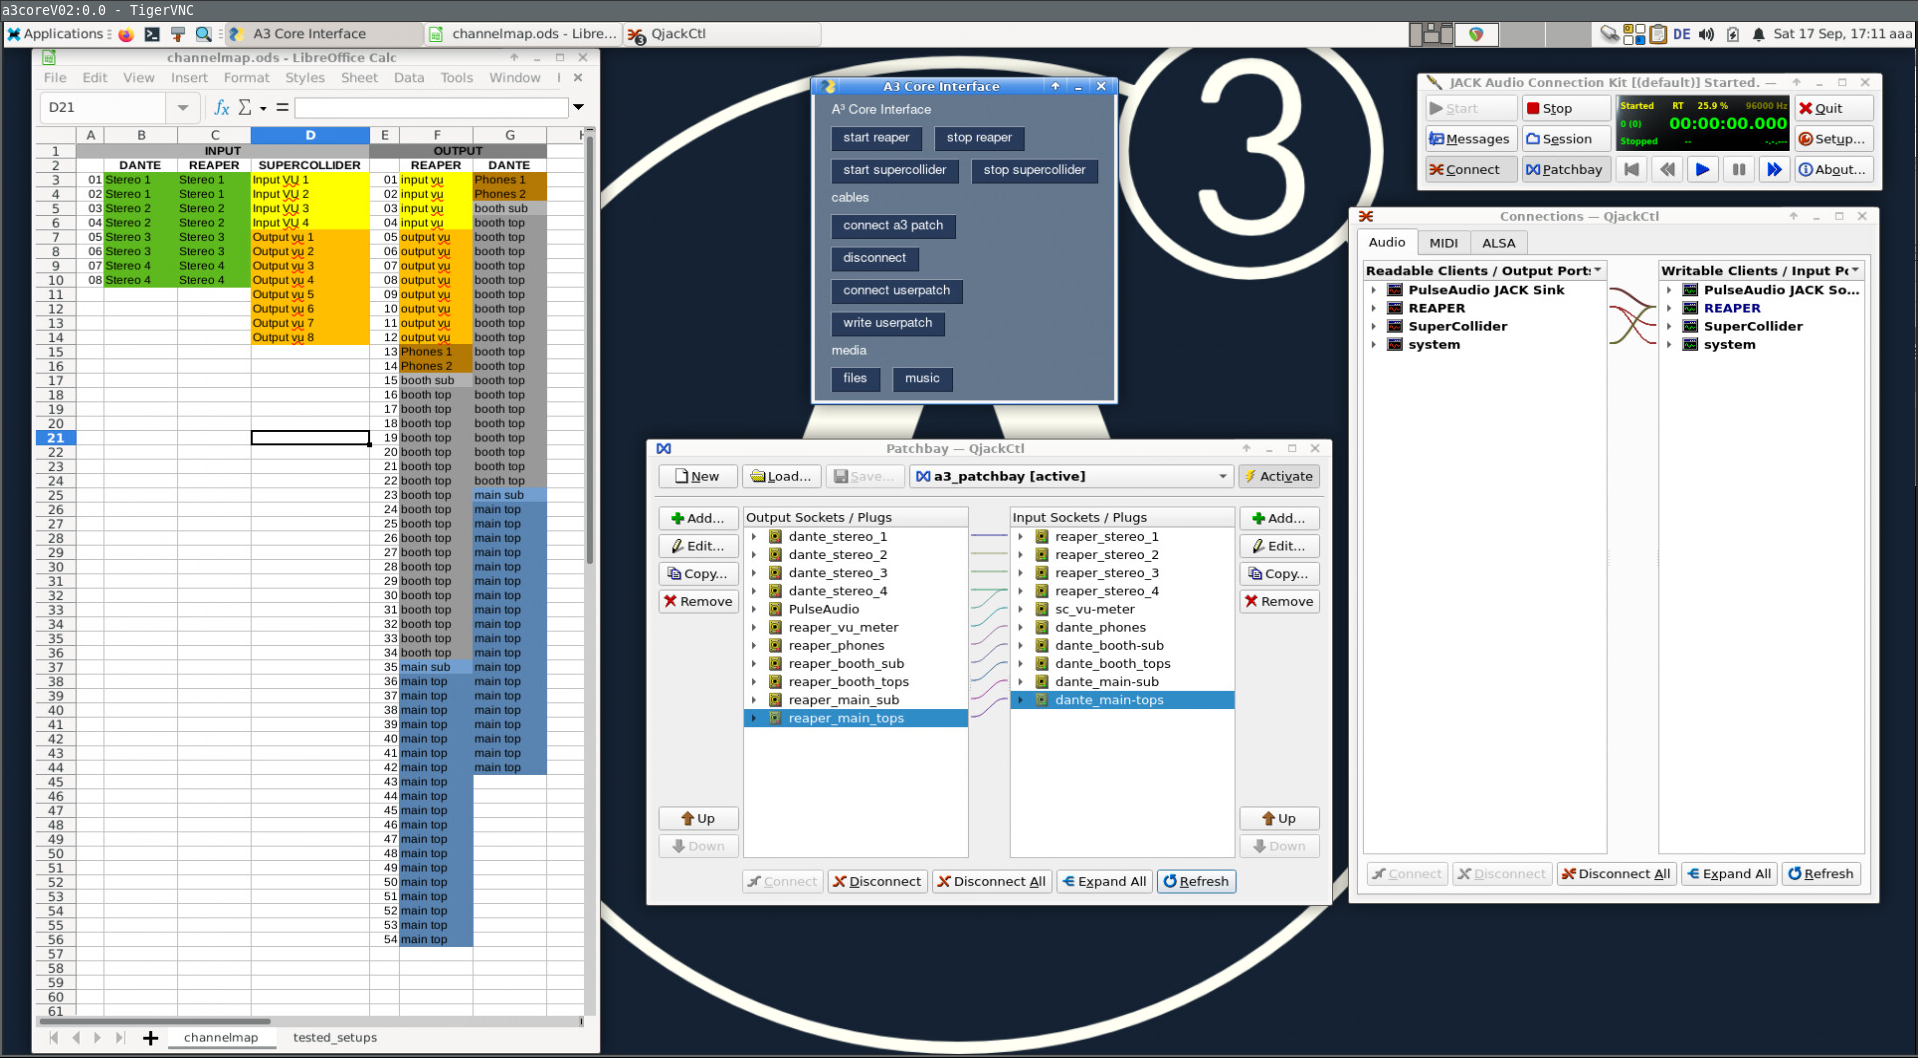 a3coreV02:0.0 - TigerVNC
Applications
A3 Core Interface
channelmap.ods - Libre...
3
QjackCtl
DE
Sat 17 Sep, 17:11
aaa
channelmap.ods - LibreOffice Calc
File Edit View Insert Format Styles Sheet Data Tools Window
D21
fx Σ =
A B C D E F G
1 INPUT OUTPUT
2 DANTE REAPER SUPERCOLLIDER REAPER DANTE
3 01 Stereo 1 Stereo 1 Input VU 1 01 input vu Phones 1
4 02 Stereo 1 Stereo 1 Input VU 2 02 input vu Phones 2
5 03 Stereo 2 Stereo 2 Input VU 3 03 input vu booth sub
6 04 Stereo 2 Stereo 2 Input VU 4 04 input vu booth top
7 05 Stereo 3 Stereo 3 Output vu 1 05 output vu booth top
8 06 Stereo 3 Stereo 3 Output vu 2 06 output vu booth top
9 07 Stereo 4 Stereo 4 Output vu 3 07 output vu booth top
10 08 Stereo 4 Stereo 4 Output vu 4 08 output vu booth top
11 Output vu 5 09 output vu booth top
12 Output vu 6 10 output vu booth top
13 Output vu 7 11 output vu booth top
14 Output vu 8 12 output vu booth top
15 13 Phones 1 booth top
16 14 Phones 2 booth top
17 15 booth sub booth top
18 16 booth top booth top
19 17 booth top booth top
20 18 booth top booth top
21 19 booth top booth top
22 20 booth top booth top
23 21 booth top booth top
24 22 booth top booth top
25 23 booth top main sub
26 24 booth top main top
27 25 booth top main top
28 26 booth top main top
29 27 booth top main top
30 28 booth top main top
31 29 booth top main top
32 30 booth top main top
33 31 booth top main top
34 32 booth top main top
35 33 booth top main top
36 34 booth top main top
37 35 main sub main top
38 36 main top main top
39 37 main top main top
40 38 main top main top
41 39 main top main top
42 40 main top main top
43 41 main top main top
44 42 main top main top
45 43 main top
46 44 main top
47 45 main top
48 46 main top
49 47 main top
50 48 main top
51 49 main top
52 50 main top
53 51 main top
54 52 main top
55 53 main top
56 54 main top
57
58
59
60
61
channelmap tested_setups
3
A3 Core Interface
A³ Core Interface
start reaper stop reaper
start supercollider stop supercollider
cables
connect a3 patch
disconnect
connect userpatch
write userpatch
media
files music
JACK Audio Connection Kit [(default)] Started.
Start Stop Started RT 25.9 % 96000 Hz Quit
Messages Session 0 (0) 00:00:00.000 Setup...
Stopped -- -.-.---
Connect Patchbay About...
Patchbay — QjackCtl
New Load... Save... a3_patchbay [active] Activate
Output Sockets / Plugs Input Sockets / Plugs
Add... Edit... Copy... Remove
dante_stereo_1 reaper_stereo_1
dante_stereo_2 reaper_stereo_2
dante_stereo_3 reaper_stereo_3
dante_stereo_4 reaper_stereo_4
PulseAudio sc_vu-meter
reaper_vu_meter dante_phones
reaper_phones dante_booth-sub
reaper_booth_sub dante_booth_tops
reaper_booth_tops dante_main-sub
reaper_main_sub dante_main-tops
reaper_main_tops
Add... Edit... Copy... Remove
Up Up
Down Down
Connect Disconnect Disconnect All Expand All Refresh
Connections — QjackCtl
Audio MIDI ALSA
Readable Clients / Output Ports Writable Clients / Input Po
PulseAudio JACK Sink PulseAudio JACK So...
REAPER REAPER
SuperCollider SuperCollider
system system
Connect Disconnect Disconnect All Expand All Refresh